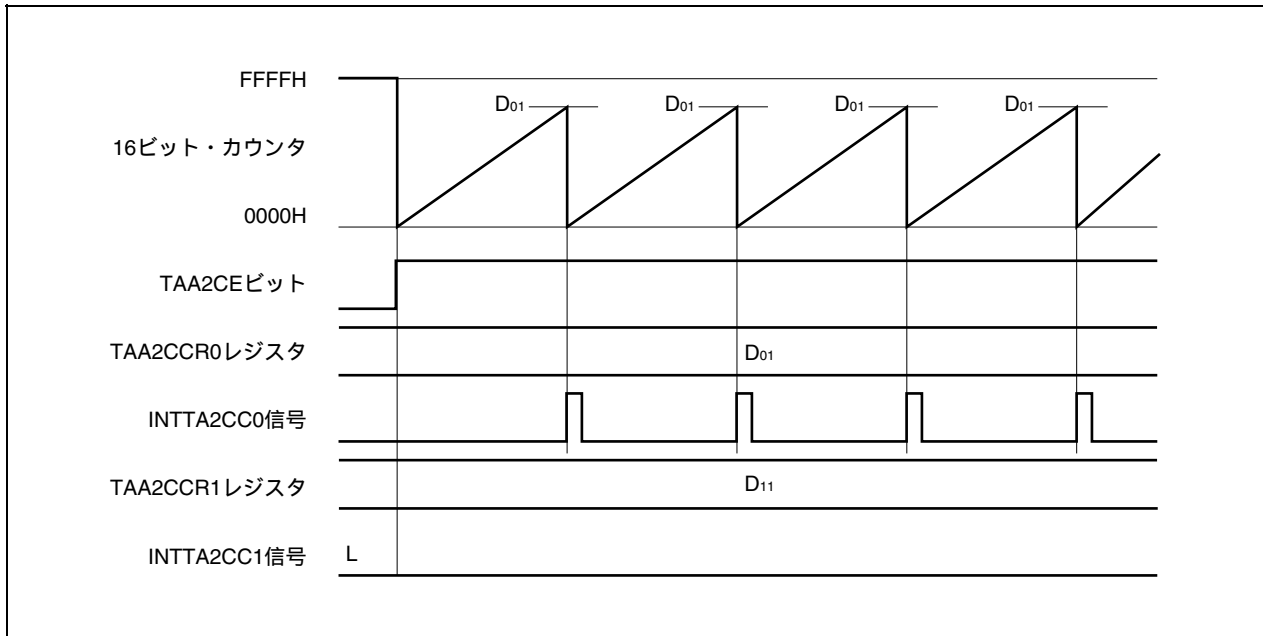 FFFFH
D01 D01 D01 D01
16ビット・カウンタ
0000H
TAA2CEビット
TAA2CCR0レジスタ D01
INTTA2CC0信号
TAA2CCR1レジスタ D11
INTTA2CC1信号 L